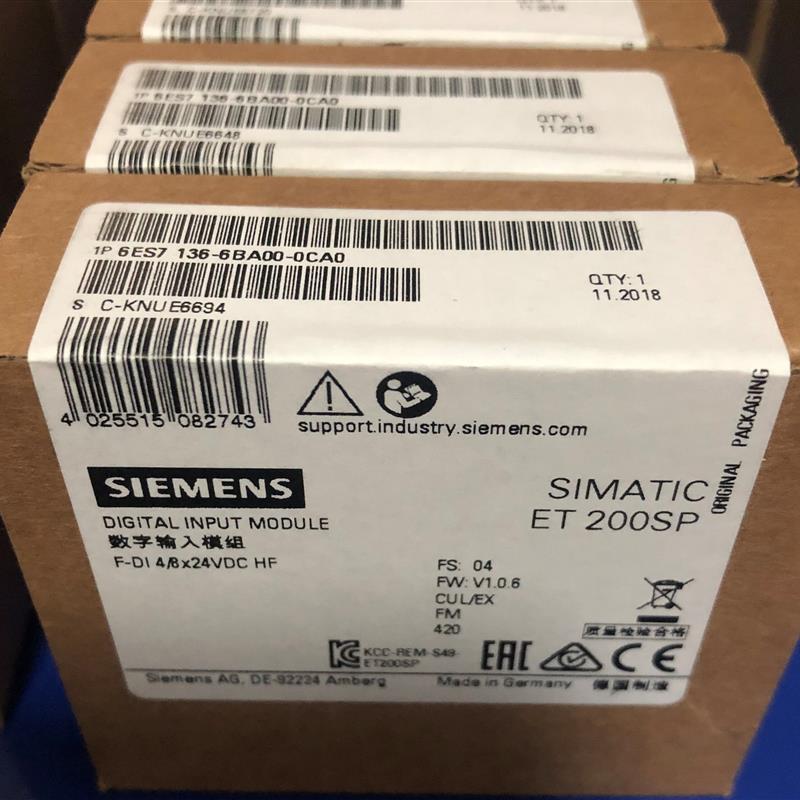 1P 6ES7 136-6BA00-0CA0
S C-KNUE6648
QTY: 1
11.2018
1P 6ES7 136-6BA00-0CA0
QTY: 1
11.2018
S C-KNUE6694
4 025515 082743
support.industry.siemens.com
ORIGINAL PACKAGING
SIEMENS
SIMATIC
ET 200SP
DIGITAL INPUT MODULE
数字输入模组
F-DI 4/8x24VDC HF
FS: 04
FW: V1.0.6
CUL/EX
FM
420
质量检验合格
KCC-REM-S49-
ET200SP
EAC
CE
Siemens AG, DE-92224 Amberg
Made in Germany
德国制造